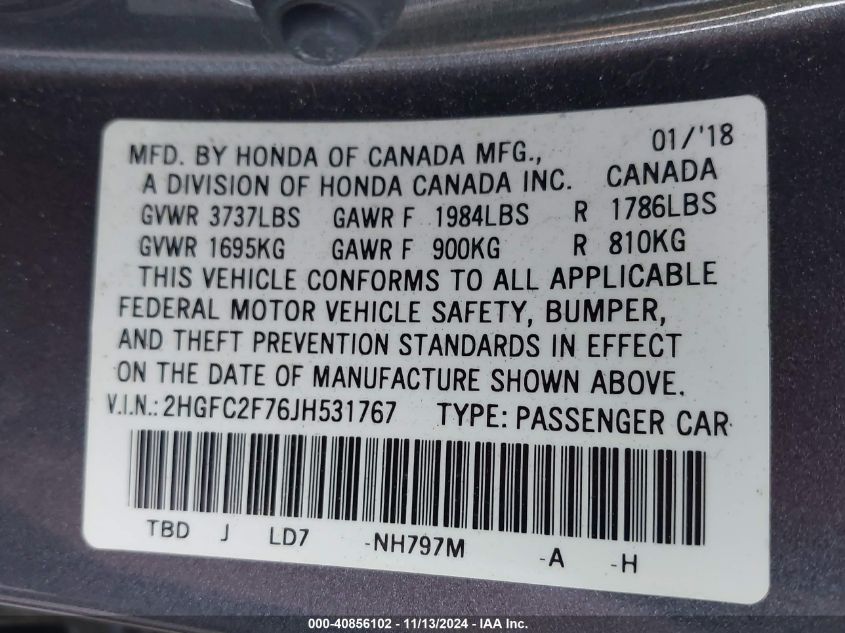 MFD. BY HONDA OF CANADA MFG., 01/'18
A DIVISION OF HONDA CANADA INC. CANADA
GVWR 3737LBS GAWR F 1984LBS R 1786LBS
GVWR 1695KG GAWR F 900KG R 810KG
THIS VEHICLE CONFORMS TO ALL APPLICABLE
FEDERAL MOTOR VEHICLE SAFETY, BUMPER,
AND THEFT PREVENTION STANDARDS IN EFFECT
ON THE DATE OF MANUFACTURE SHOWN ABOVE.
V.I.N.: 2HGFC2F76JH531767 TYPE: PASSENGER CAR
TBD J LD7 -NH797M -A -H
000-40856102 - 11/13/2024 - IAAI Inc.